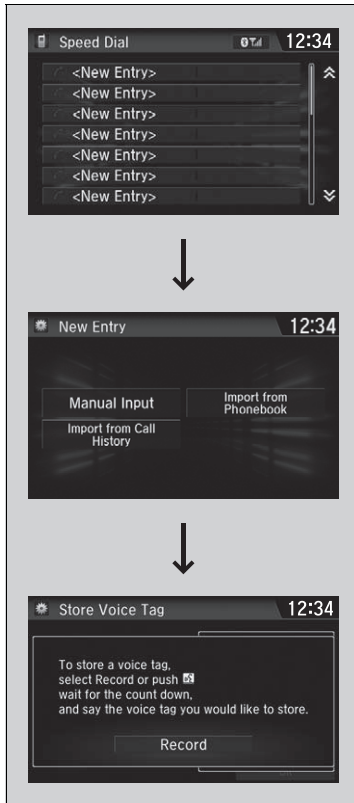 Speed Dial
12:34
<New Entry>
<New Entry>
<New Entry>
<New Entry>
<New Entry>
<New Entry>
<New Entry>
New Entry
12:34
Manual Input
Import from
Phonebook
Import from Call
History
Store Voice Tag
12:34
To store a voice tag,
select Record or push
wait for the count down,
and say the voice tag you would like to store.
Record